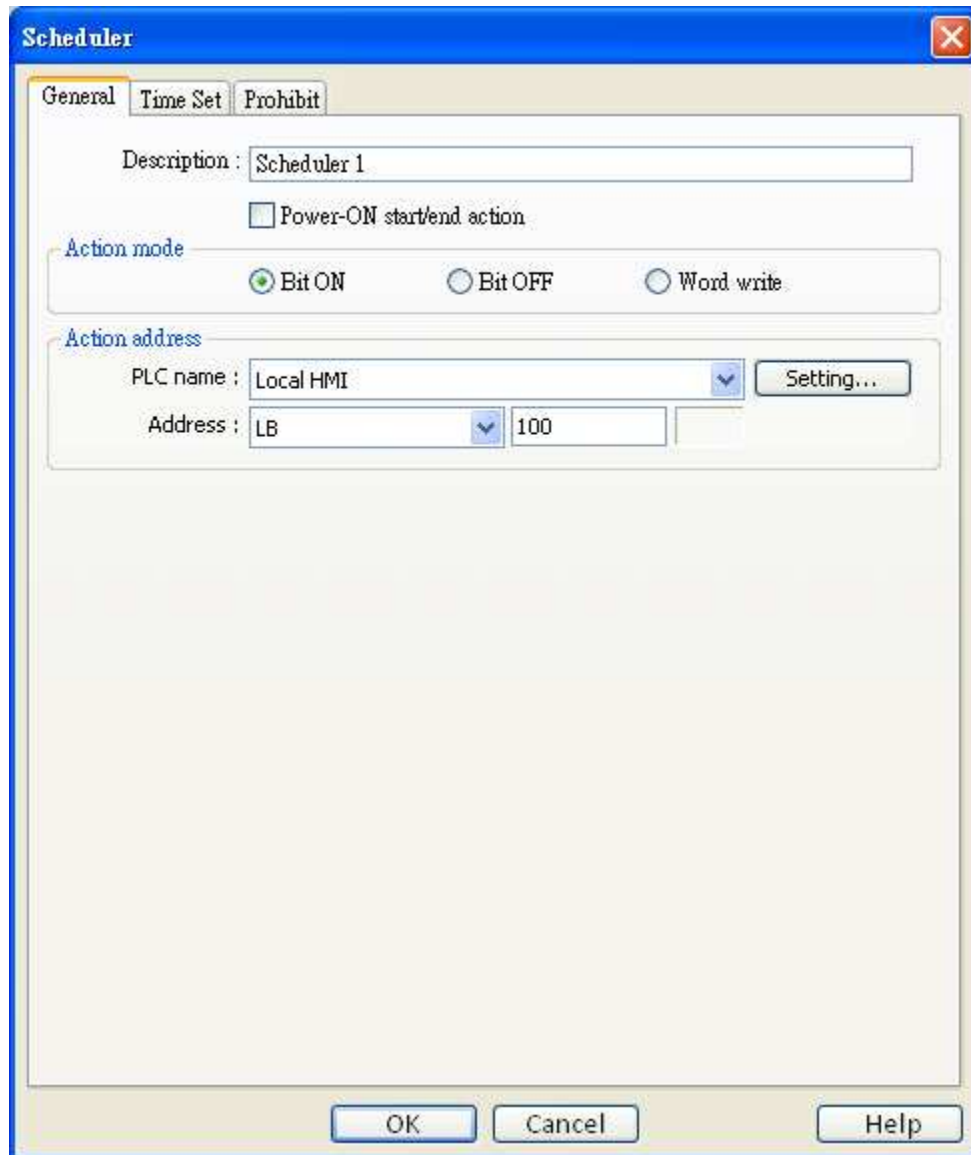 Scheduler
General Time Set Prohibit
Description : Scheduler 1
Power-ON start/end action
Action mode
Bit ON Bit OFF Word write
Action address
PLC name : Local HMI Setting...
Address : LB 100
OK Cancel Help